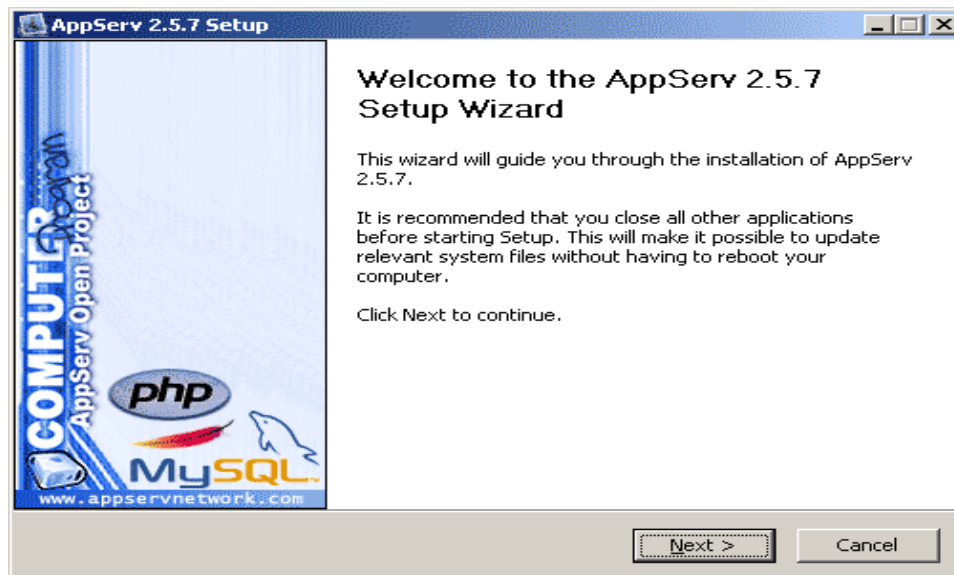 AppServ 2.5.7 Setup
Welcome to the AppServ 2.5.7
Setup Wizard
This wizard will guide you through the installation of AppServ
2.5.7.
It is recommended that you close all other applications
before starting Setup. This will make it possible to update
relevant system files without having to reboot your
computer.
Click Next to continue.
COMPUTER
Program
AppServ Open Project
php
MySQL
www.appservnetwork.com
Next >
Cancel